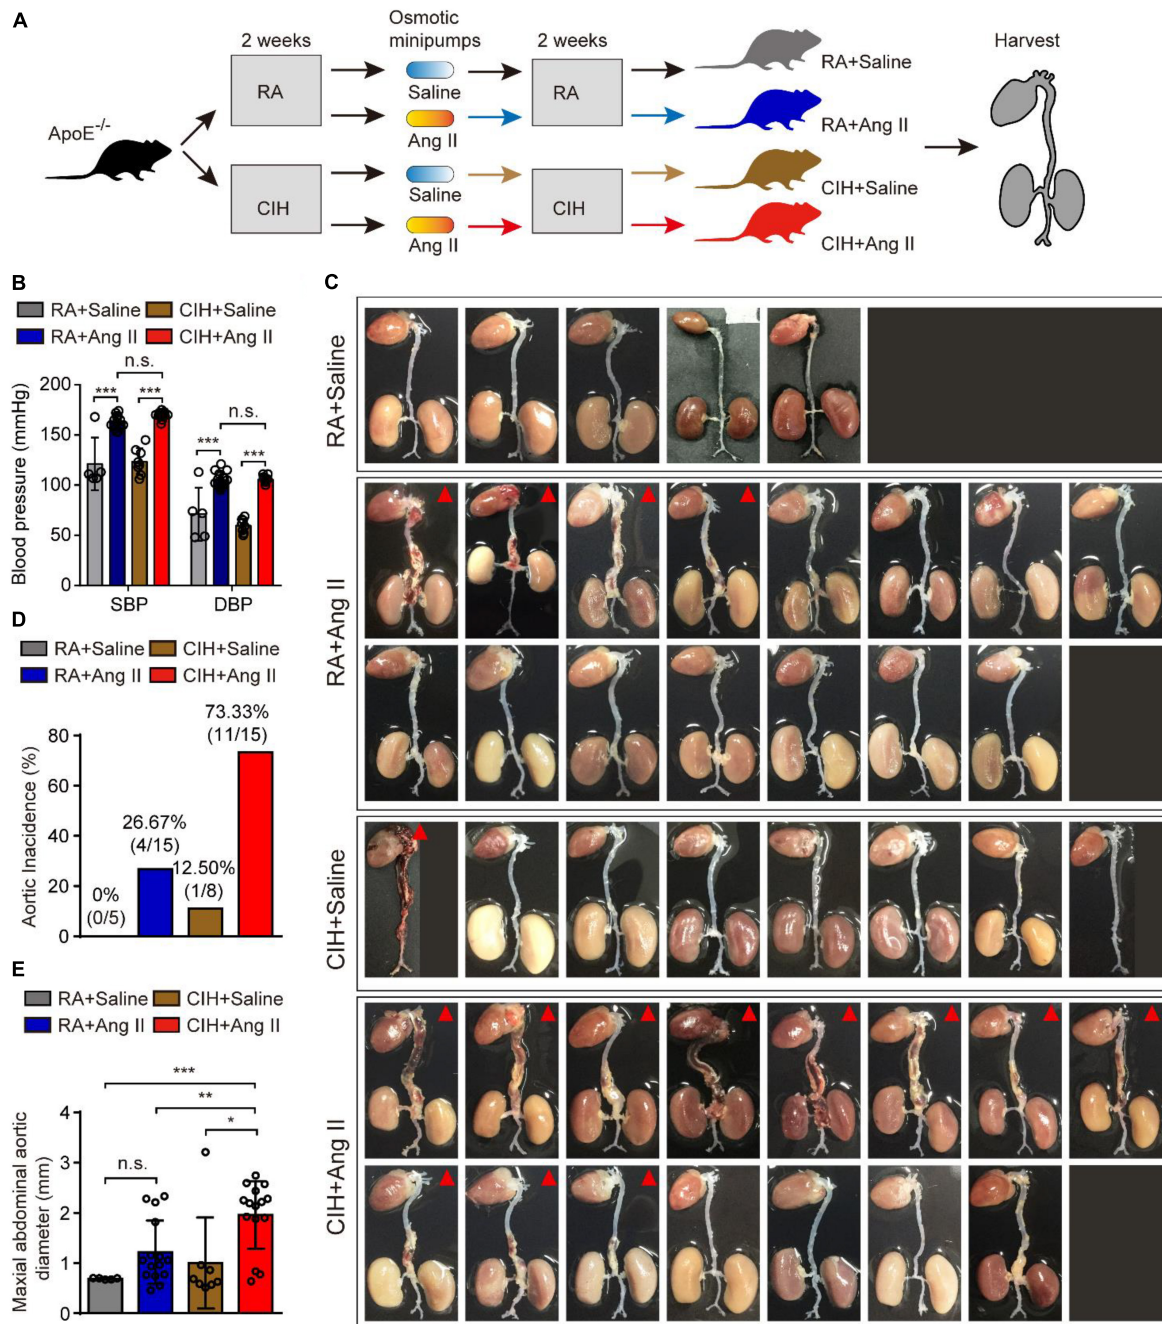 A
Osmotic
minipumps
2 weeks
2 weeks
Harvest
ApoE-/-
RA
Saline
RA
RA+Saline
Ang II
RA+Ang II
CIH
Saline
CIH
CIH+Saline
Ang II
CIH+Ang II
B
RA+Saline
CIH+Saline
RA+Ang II
CIH+Ang II
n.s.
200
***
***
n.s.
150
***
***
100
50
0
Blood pressure (mmHg)
SBP
DBP
C
RA+Saline
RA+Ang II
CIH+Saline
CIH+Ang II
D
RA+Saline
CIH+Saline
RA+Ang II
CIH+Ang II
73.33%
(11/15)
80
60
40
20
0
26.67%
(4/15)
12.50%
(1/8)
0%
(0/5)
Aortic Inacidence (%)
E
RA+Saline
CIH+Saline
RA+Ang II
CIH+Ang II
***
**
*
n.s.
4
3
2
1
0
Maxial abdominal aortic
diameter (mm)